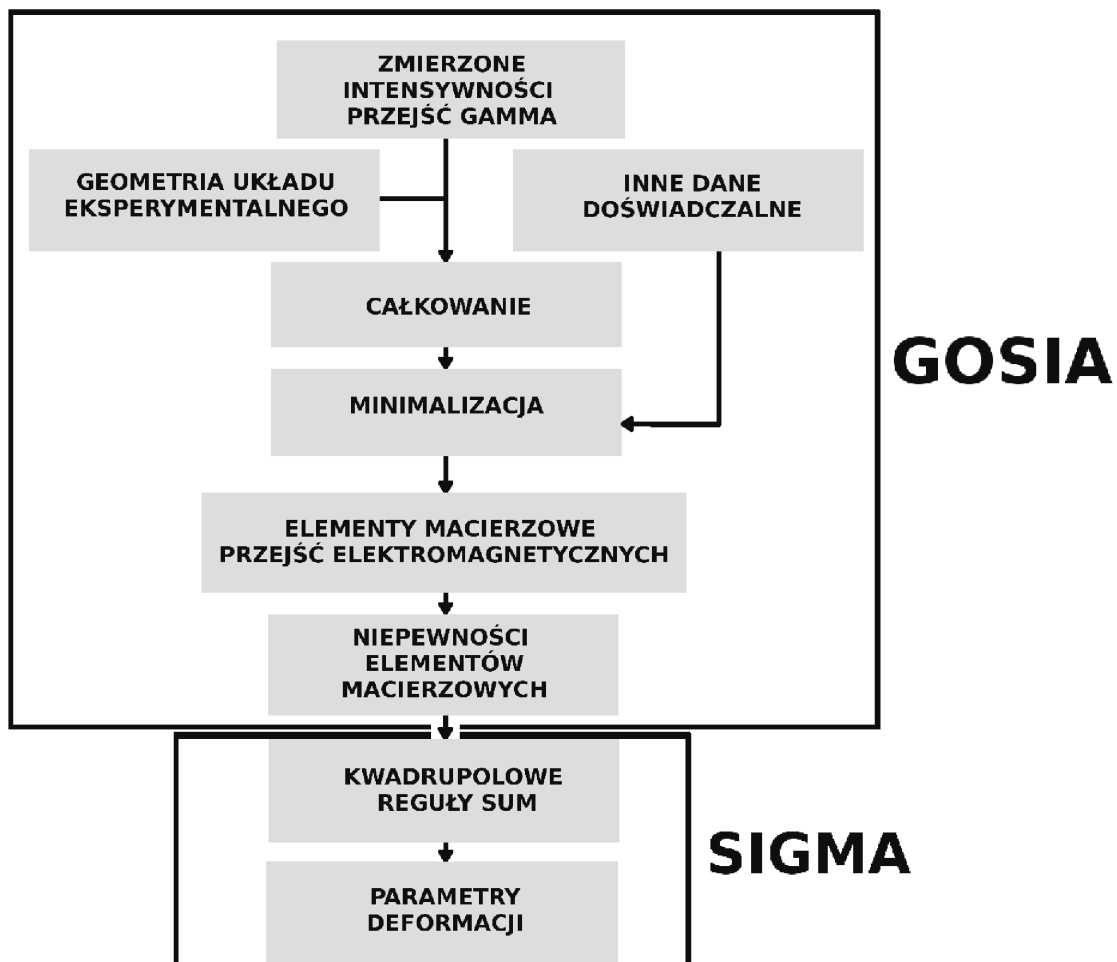 ZMIERZONE
INTENSYWNOŚCI
PRZEJŚĆ GAMMA
GEOMETRIA UKŁADU
EKSPERYMENTALNEGO
INNE DANE
DOŚWIADCZALNE
CAŁKOWANIE
GOSIA
MINIMALIZACJA
ELEMENTY MACIERZOWE
PRZEJŚĆ ELEKTROMAGNETYCZNYCH
NIEPEWNOŚCI
ELEMENTÓW
MACIERZOWYCH
KWADRUPOLOWE
REGUŁY SUM
SIGMA
PARAMETRY
DEFORMACJI